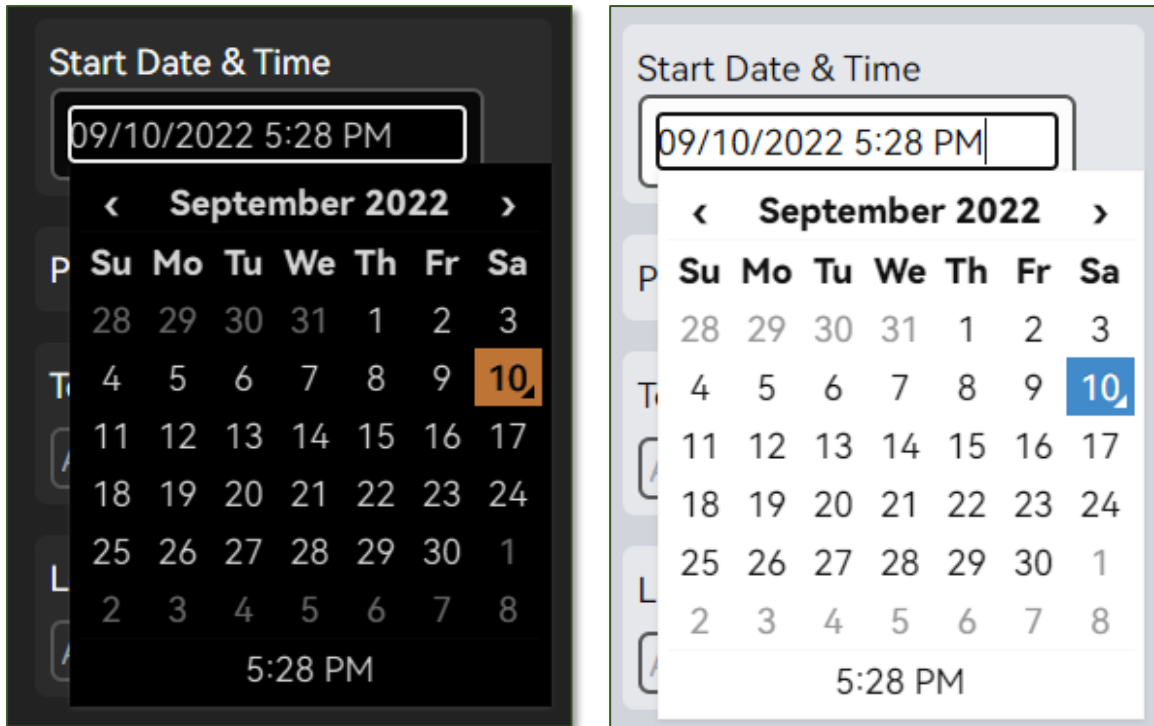 Start Date & Time
09/10/2022 5:28 PM
‹ September 2022 ›
Su Mo Tu We Th Fr Sa
28 29 30 31 1 2 3
4 5 6 7 8 9 10
11 12 13 14 15 16 17
18 19 20 21 22 23 24
25 26 27 28 29 30 1
2 3 4 5 6 7 8
5:28 PM
Start Date & Time
09/10/2022 5:28 PM
‹ September 2022 ›
Su Mo Tu We Th Fr Sa
28 29 30 31 1 2 3
4 5 6 7 8 9 10
11 12 13 14 15 16 17
18 19 20 21 22 23 24
25 26 27 28 29 30 1
2 3 4 5 6 7 8
5:28 PM